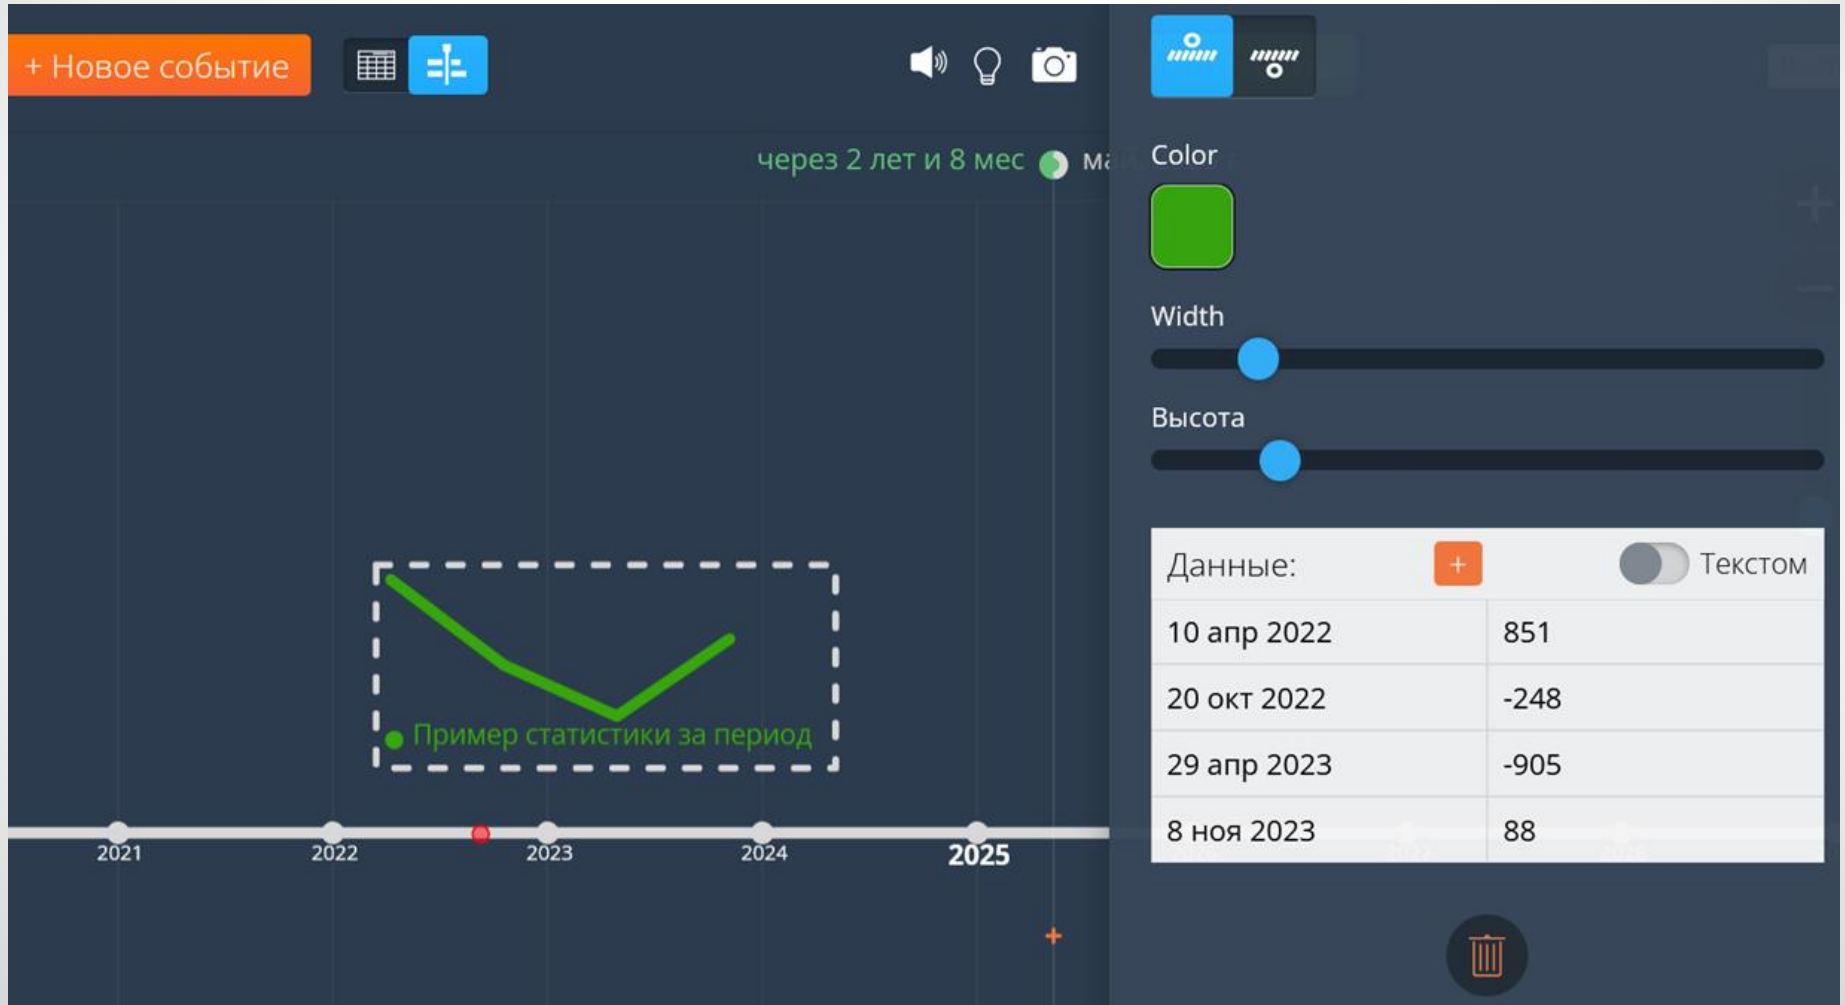 + Новое событие
через 2 лет и 8 мес
Color
Width
Высота
Данные:
+
Текстом
10 апр 2022 851
20 окт 2022 -248
29 апр 2023 -905
8 ноя 2023 88
Пример статистики за период
2021 2022 2023 2024 2025